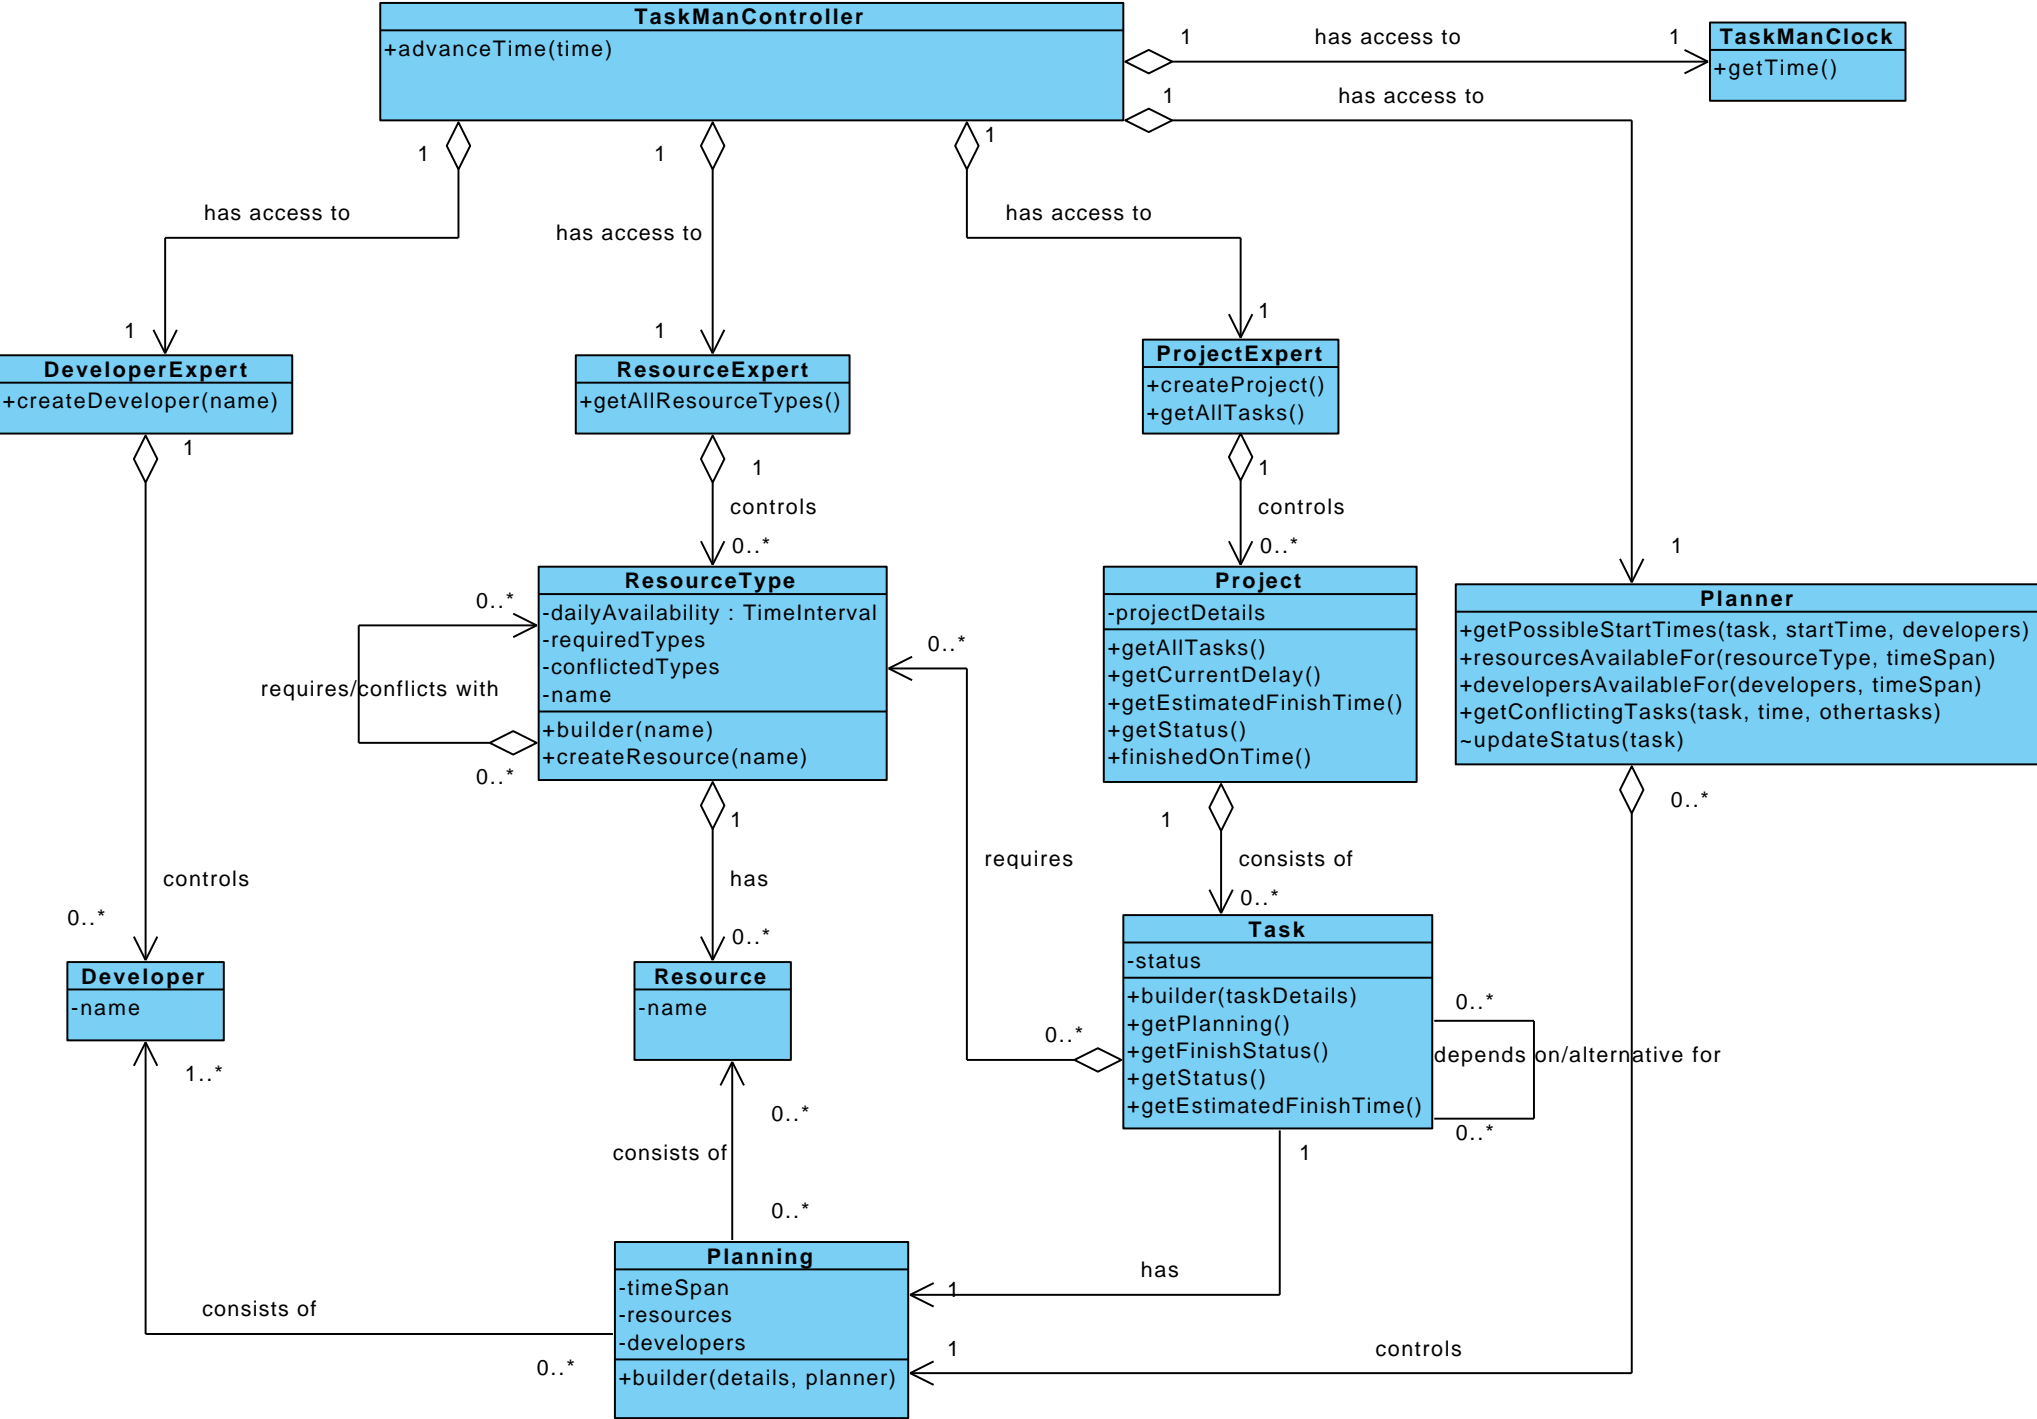 TaskManController
+advanceTime(time)
1
has access to
1
TaskManClock
+getTime()
1
has access to
1
1
1
has access to
has access to
has access to
1
1
1
1
DeveloperExpert
+createDeveloper(name)
ResourceExpert
+getAllResourceTypes()
ProjectExpert
+createProject()
+getAllTasks()
1
1
1
controls
controls
0..*
0..*
ResourceType
-dailyAvailability : TimeInterval
-requiredTypes
-conflictedTypes
-name
+builder(name)
+createResource(name)
0..*
requires/conflicts with
0..*
0..*
Project
-projectDetails
+getAllTasks()
+getCurrentDelay()
+getEstimatedFinishTime()
+getStatus()
+finishedOnTime()
Planner
+getPossibleStartTimes(task, startTime, developers)
+resourcesAvailableFor(resourceType, timeSpan)
+developersAvailableFor(developers, timeSpan)
+getConflictingTasks(task, time, othertasks)
~updateStatus(task)
0..*
1
1
controls
has
requires
consists of
0..*
0..*
0..*
Developer
-name
Resource
-name
Task
-status
+builder(taskDetails)
+getPlanning()
+getFinishStatus()
+getStatus()
+getEstimatedFinishTime()
0..*
0..*
depends on/alternative for
0..*
1..*
0..*
consists of
1
0..*
Planning
-timeSpan
-resources
-developers
+builder(details, planner)
has
1
consists of
0..*
1
controls